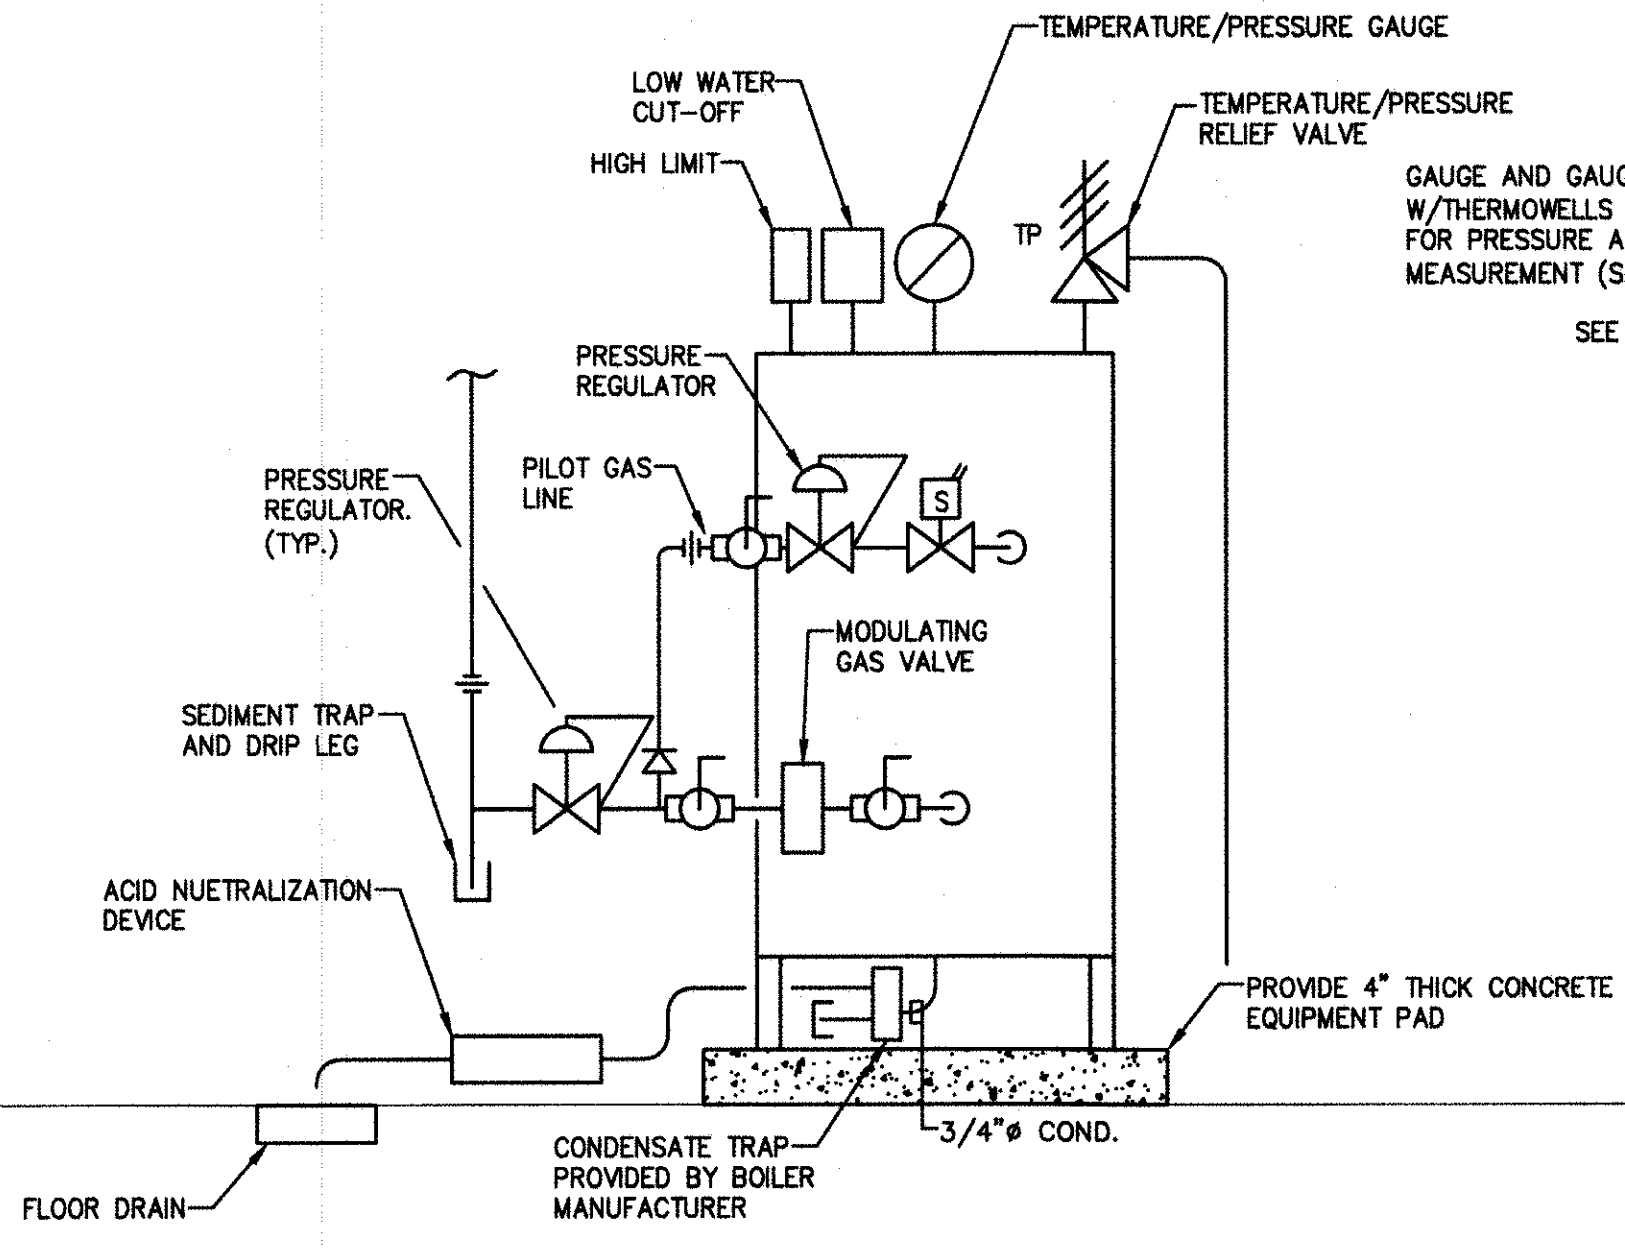 TEMPERATURE/PRESSURE GAUGE
LOW WATER
CUT-OFF
HIGH LIMIT
TEMPERATURE/PRESSURE
RELIEF VALVE
TP
GAUGE AND
W/THERMOWELLS
FOR PRESSURE
MEASUREMENT
SEE
PRESSURE
REGULATOR
PILOT GAS
LINE
S
PRESSURE
REGULATOR.
(TYP.)
MODULATING
GAS VALVE
SEDIMENT TRAP
AND DRIP LEG
ACID NUETRALIZATION
DEVICE
PROVIDE 4" THICK CONCRETE
EQUIPMENT PAD
3/4"ø COND.
CONDENSATE TRAP
PROVIDED BY BOILER
MANUFACTURER
FLOOR DRAIN